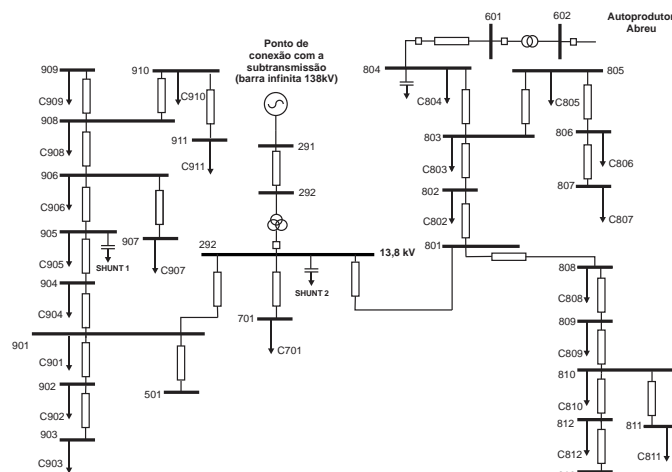 601
602
Autoprodutor
Abreu
Ponto de
conexão com a
subtransmissão
(barra infinita 138kV)
909
910
804
805
C909
C910
C804
C805
908
291
803
806
C908
911
C911
C803
C806
906
292
802
807
C906
C802
C807
905
907
292
13,8 kV
801
C905
SHUNT 1
C907
SHUNT 2
808
904
C808
C904
701
809
901
C701
C809
C901
810
902
501
C810
811
C902
812
C811
903
C812
C903